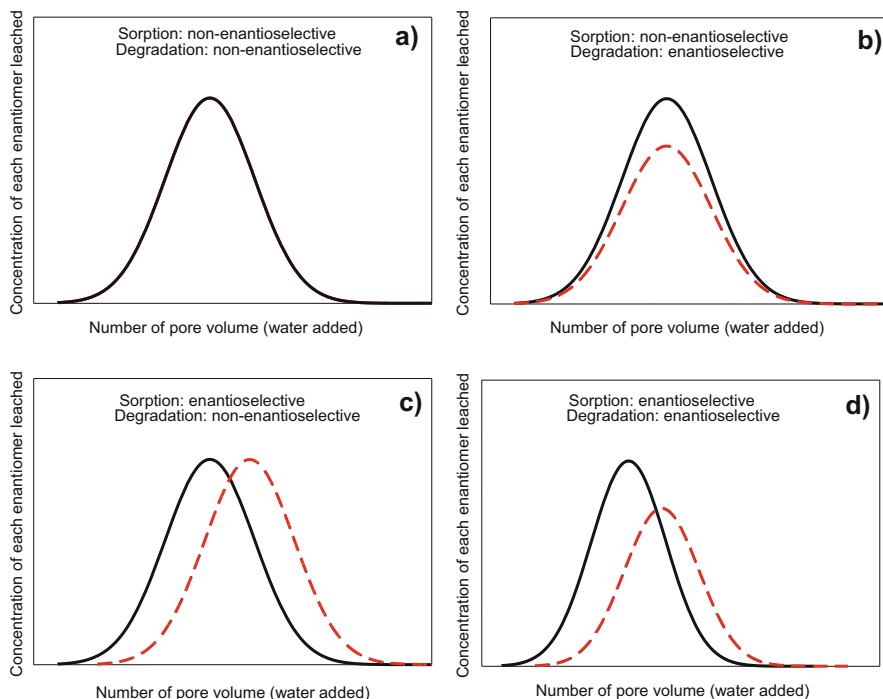 Sorption: non-enantioselective
Degradation: non-enantioselective
a)
Concentration of each enantiomer leached
Number of pore volume (water added)
Sorption: non-enantioselective
Degradation: enantioselective
b)
Concentration of each enantiomer leached
Number of pore volume (water added)
Sorption: enantioselective
Degradation: non-enantioselective
c)
Concentration of each enantiomer leached
Number of pore volume (water added)
Sorption: enantioselective
Degradation: enantioselective
d)
Concentration of each enantiomer leached
Number of pore volume (water added)